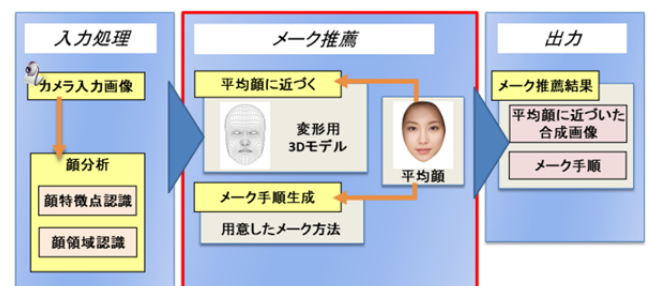 入力処理
カメラ入力画像
顔分析
顔特徴点認識
顔領域認識
メーク推薦
平均顔に近づく
変形用
3Dモデル
平均顔
メーク手順生成
用意したメーク方法
出力
メーク推薦結果
平均顔に近づいた
合成画像
メーク手順